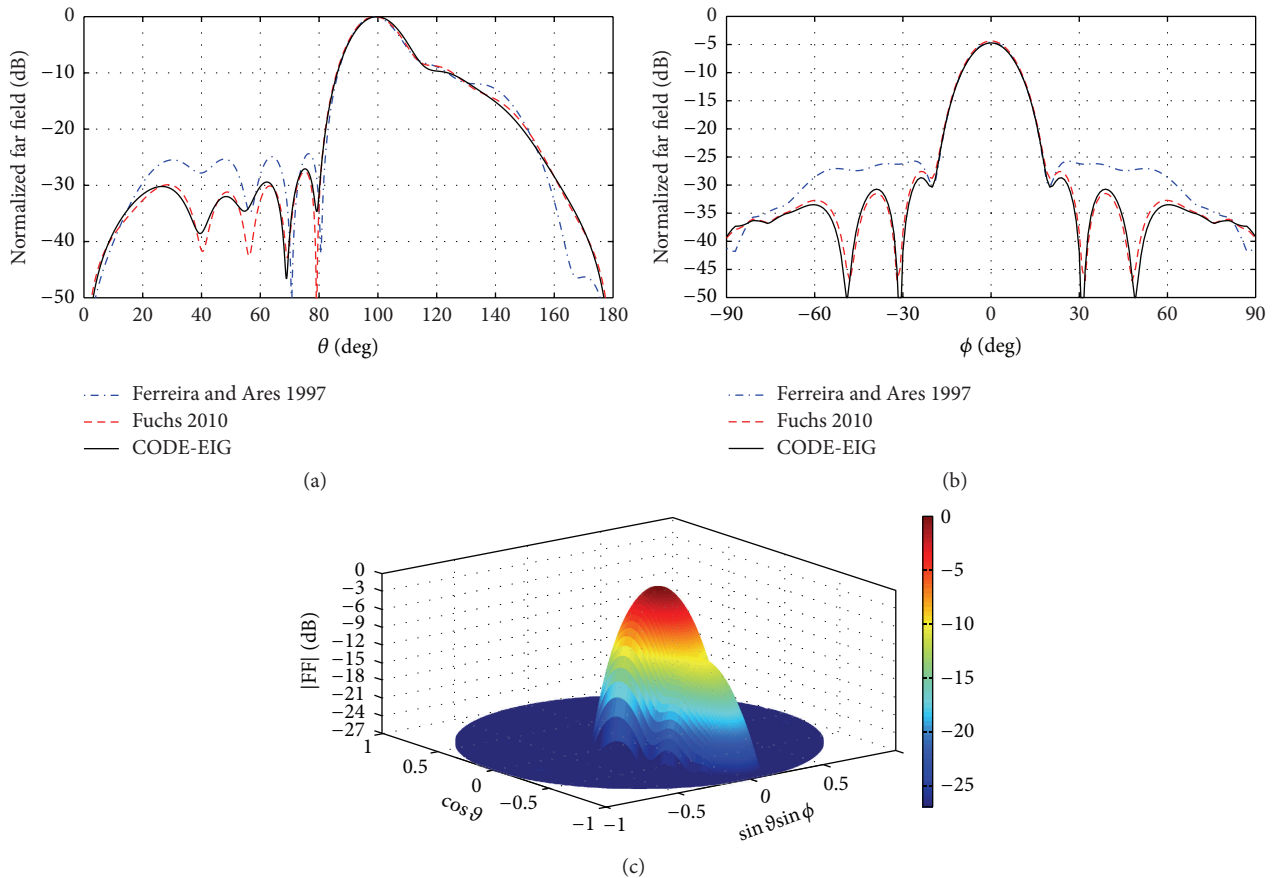 0
−10
−20
−30
−40
−50
Normalized far field (dB)
0 20 40 60 80 100 120 140 160 180
θ (deg)
Ferreira and Ares 1997
Fuchs 2010
CODE-EIG
(a)
0
−5
−10
−15
−20
−25
−30
−35
−40
−45
−50
Normalized far field (dB)
−90 −60 −30 0 30 60 90
ϕ (deg)
Ferreira and Ares 1997
Fuchs 2010
CODE-EIG
(b)
0
−3
−6
−9
−12
−15
−18
−21
−24
−27
|FF| (dB)
1
0.5
0
−0.5
−1
cos ϑ
−1
−0.5
0
0.5
sin ϑ sin ϕ
0
−5
−10
−15
−20
−25
(c)